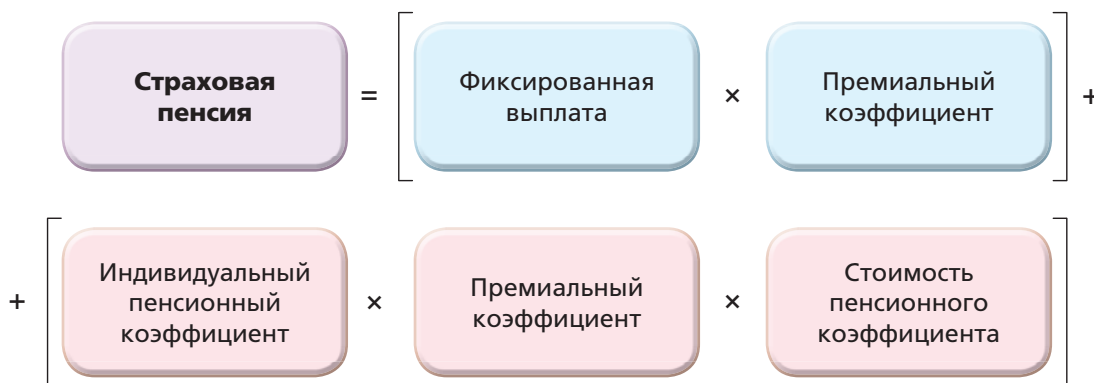 Страховая
пенсия
=
Фиксированная
выплата
×
Премиальный
коэффициент
+
+
Индивидуальный
пенсионный
коэффициент
×
Премиальный
коэффициент
×
Стоимость
пенсионного
коэффициента